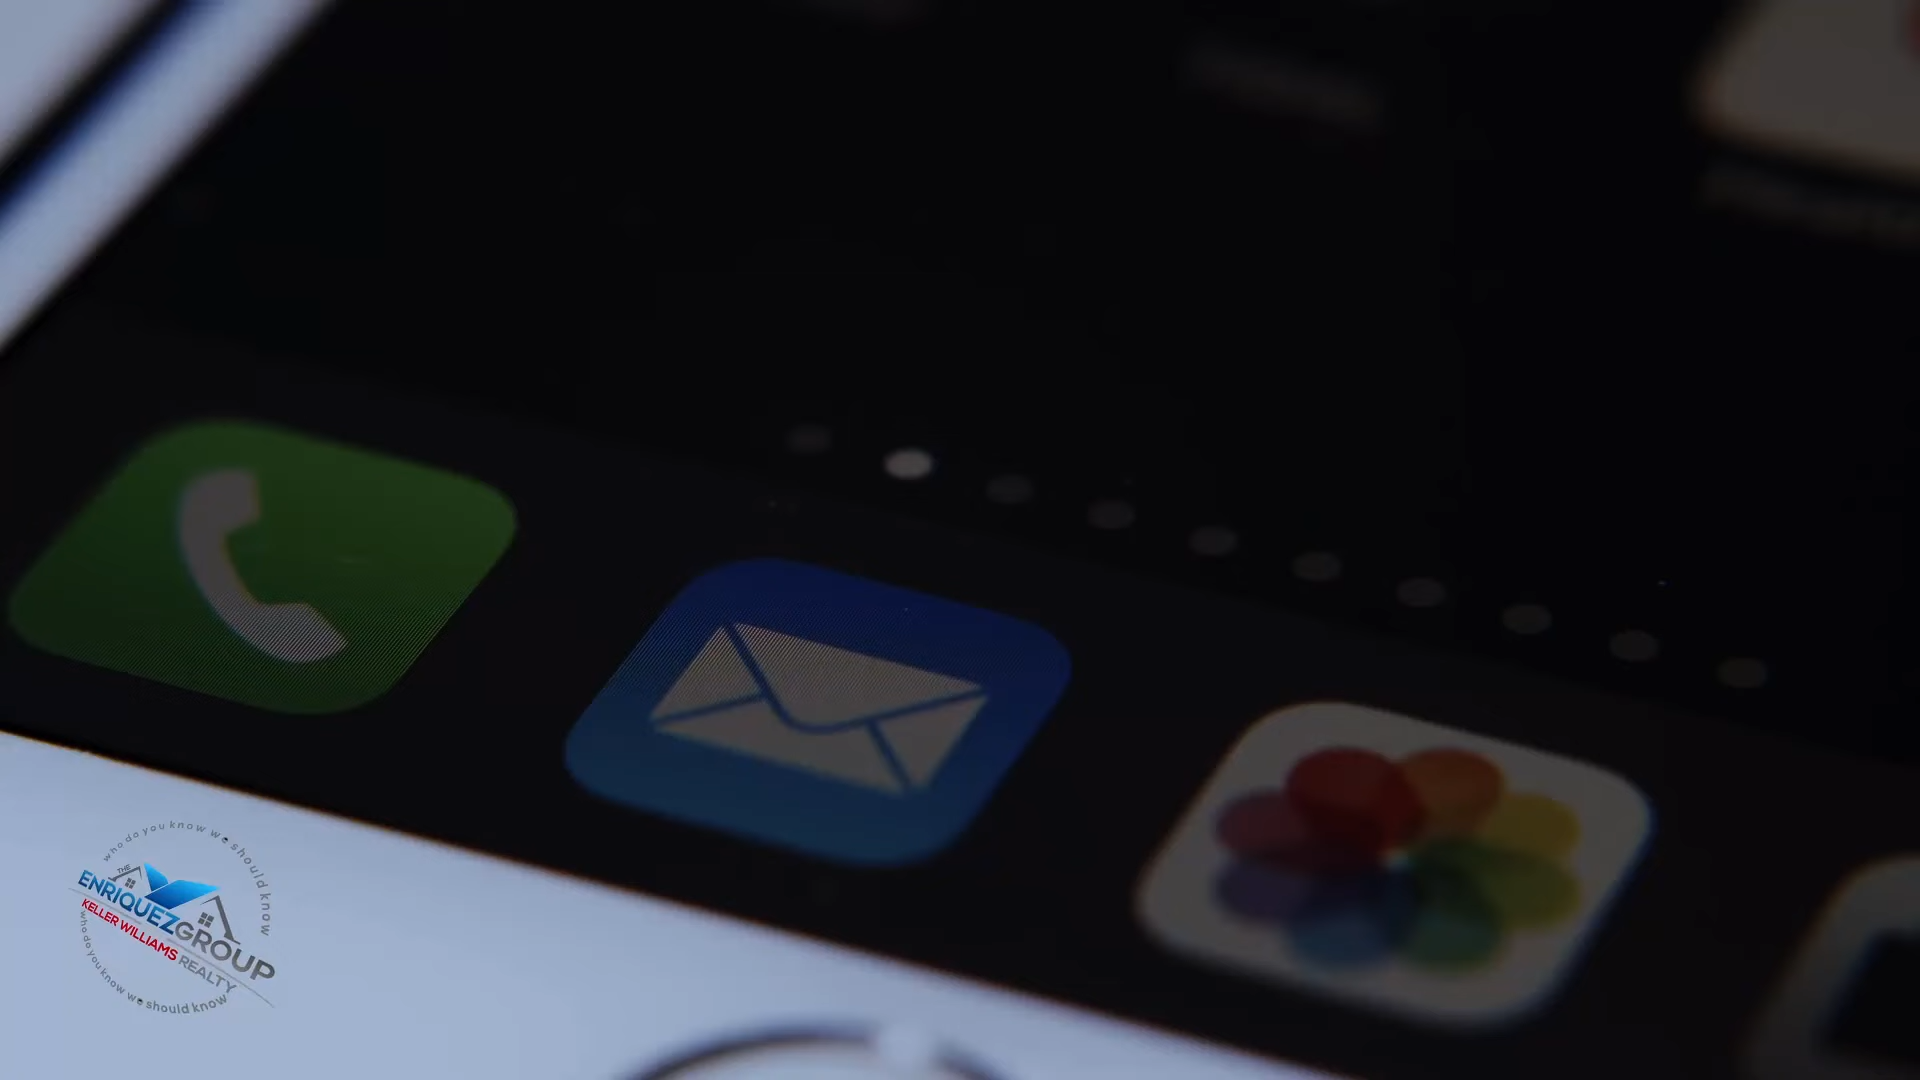 who do you know we should know
THE
ENRIQUEZGROUP
KELLER WILLIAMS REALTY
who do you know we should know